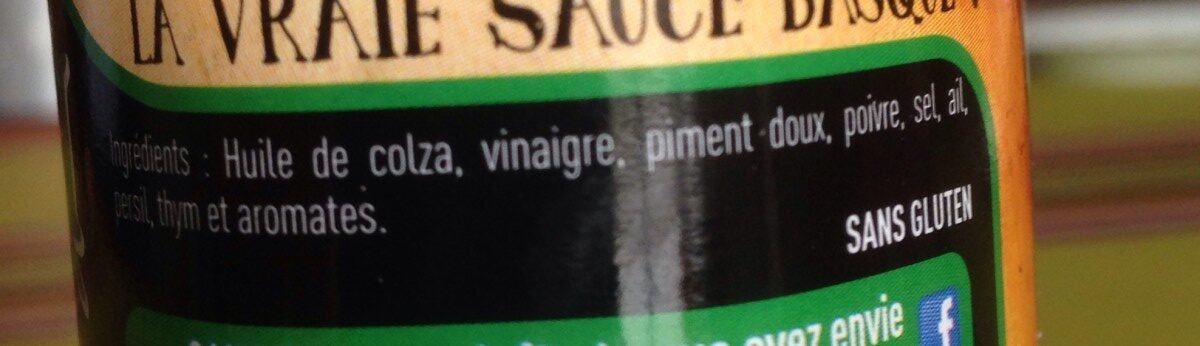 LA VRAIE SAUCE BASQUE
Ingrédients : Huile de colza, vinaigre, piment doux, poivre, sel, ail,
persil, thym et aromates.
SANS GLUTEN
avez envie f